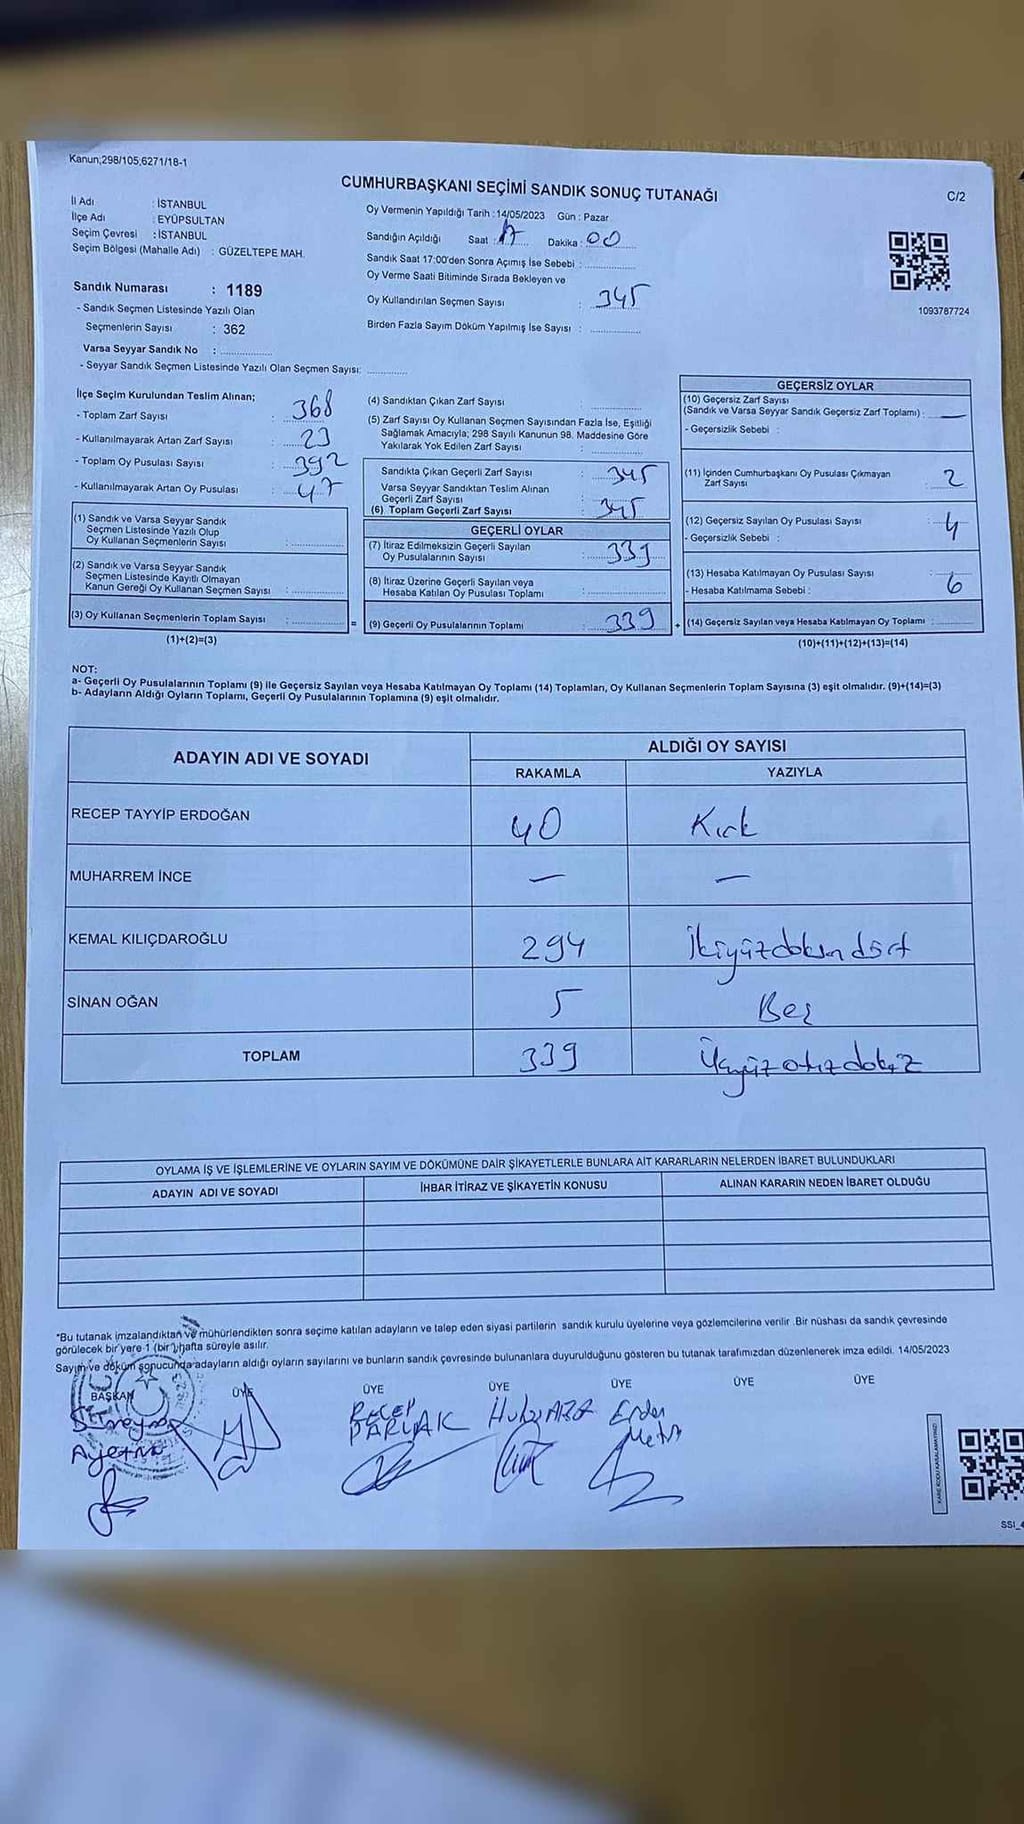 Kanun;298/105;6271/18-1
CUMHURBAŞKANI SEÇİMİ SANDIK SONUÇ TUTANAĞI
C/2
İl Adı : İSTANBUL
İlçe Adı : EYÜPSULTAN
Seçim Çevresi : İSTANBUL
Seçim Bölgesi (Mahalle Adı) : GÜZELTEPE MAH.
Sandık Numarası : 1189
- Sandık Seçmen Listesinde Yazılı Olan
Seçmenlerin Sayısı : 362
Varsa Seyyar Sandık No :
- Seyyar Sandık Seçmen Listesinde Yazılı Olan Seçmen Sayısı:
Oy Vermenin Yapıldığı Tarih : 14/05/2023 Gün : Pazar
Sandığın Açıldığı Saat : 17 Dakika : 00
Sandık Saat 17:00'den Sonra Açımış İse Sebebi :
Oy Verme Saati Bitiminde Sırada Bekleyen ve
Oy Kullandırılan Seçmen Sayısı : 345
Birden Fazla Sayım Döküm Yapılmış İse Sayısı :
1093787724
İlçe Seçim Kurulundan Teslim Alınan;
- Toplam Zarf Sayısı : 368
- Kullanılmayarak Artan Zarf Sayısı : 23
- Toplam Oy Pusulası Sayısı : 392
- Kullanılmayarak Artan Oy Pusulası : 47
(1) Sandık ve Varsa Seyyar Sandık
Seçmen Listesinde Yazılı Olup
Oy Kullanan Seçmenlerin Sayısı :
(2) Sandık ve Varsa Seyyar Sandık
Seçmen Listesinde Kayıtlı Olmayan
Kanun Gereği Oy Kullanan Seçmen Sayısı :
(3) Oy Kullanan Seçmenlerin Toplam Sayısı : =
(1)+(2)=(3)
(4) Sandıktan Çıkan Zarf Sayısı
(5) Zarf Sayısı Oy Kullanan Seçmen Sayısından Fazla İse, Eşitliği
Sağlamak Amacıyla; 298 Sayılı Kanunun 98. Maddesine Göre
Yakılarak Yok Edilen Zarf Sayısı :
Sandıkta Çıkan Geçerli Zarf Sayısı : 345
Varsa Seyyar Sandıktan Teslim Alınan
Geçerli Zarf Sayısı :
(6) Toplam Geçerli Zarf Sayısı : 345
GEÇERLİ OYLAR
(7) İtiraz Edilmeksizin Geçerli Sayılan
Oy Pusulalarının Sayısı : 339
(8) İtiraz Üzerine Geçerli Sayılan veya
Hesaba Katılan Oy Pusulası Toplamı :
(9) Geçerli Oy Pusulalarının Toplamı : 339 +
GEÇERSİZ OYLAR
(10) Geçersiz Zarf Sayısı
(Sandık ve Varsa Seyyar Sandık Geçersiz Zarf Toplamı) : —
- Geçersizlik Sebebi :
(11) İçinden Cumhurbaşkanı Oy Pusulası Çıkmayan
Zarf Sayısı : 2
(12) Geçersiz Sayılan Oy Pusulası Sayısı : 4
- Geçersizlik Sebebi :
(13) Hesaba Katılmayan Oy Pusulası Sayısı : 6
- Hesaba Katılmama Sebebi :
(14) Geçersiz Sayılan veya Hesaba Katılmayan Oy Toplamı :
(10)+(11)+(12)+(13)=(14)
NOT:
a- Geçerli Oy Pusulalarının Toplamı (9) ile Geçersiz Sayılan veya Hesaba Katılmayan Oy Toplamı (14) Toplamları, Oy Kullanan Seçmenlerin Toplam Sayısına (3) eşit olmalıdır. (9)+(14)=(3)
b- Adayların Aldığı Oyların Toplamı, Geçerli Oy Pusulalarının Toplamına (9) eşit olmalıdır.
ADAYIN ADI VE SOYADI
ALDIĞI OY SAYISI
RAKAMLA YAZIYLA
RECEP TAYYİP ERDOĞAN 40 Kırk
MUHARREM İNCE — —
KEMAL KILIÇDAROĞLU 294 İkiyüzdoksan dört
SİNAN OĞAN 5 Beş
TOPLAM 339 Üçyüzotuzdokuz
OYLAMA İŞ VE İŞLEMLERİNE VE OYLARIN SAYIM VE DÖKÜMÜNE DAİR ŞİKAYETLERLE BUNLARA AİT KARARLARIN NELERDEN İBARET BULUNDUKLARI
ADAYIN ADI VE SOYADI İHBAR İTİRAZ VE ŞİKAYETİN KONUSU ALINAN KARARIN NEDEN İBARET OLDUĞU
*Bu tutanak imzalandıktan ve mühürlendikten sonra seçime katılan adayların ve talep eden siyasi partilerin sandık kurulu üyelerine veya gözlemcilerine verilir. Bir nüshası da sandık çevresinde
görülecek bir yere 1 (bir) hafta süreyle asılır.
Sayım ve döküm sonucunda adayların aldığı oyların sayılarını ve bunların sandık çevresinde bulunanlara duyurulduğunu gösteren bu tutanak tarafımızdan düzenlenerek imza edildi. 14/05/2023
BAŞKAN ÜYE ÜYE ÜYE ÜYE ÜYE ÜYE
RECEP
PARLAK
Erden
Metin
KARE KODU KARALAMAYINIZ!